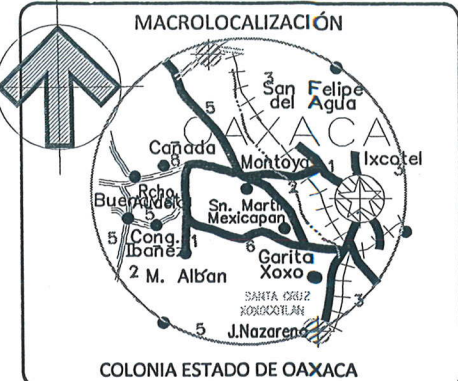 MACROLOCALIZACIÓN
3
San Felipe
del Agua
5
OAXACA
Cañada
8
Montoya
1
Ixcotel
3
2
Rcho.
Buenavista
Sn. Martin
Mexicapan
5
5
Cong.
Ibañez
1
6
Garita
Xoxo
2
M. Albán
SANTA CRUZ
XOXOCOTLAN
3
5
J.Nazareno
COLONIA ESTADO DE OAXACA